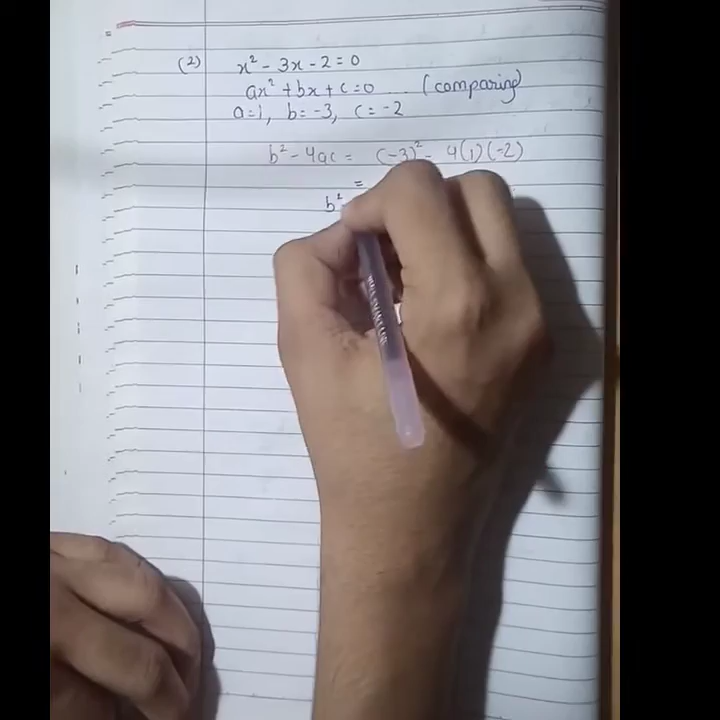 (2) x² - 3x - 2 = 0
ax² + bx + c = 0 ... (comparing)
a = 1, b = -3, c = -2
b² - 4ac = (-3)² - 4(1)(-2)
=
b²